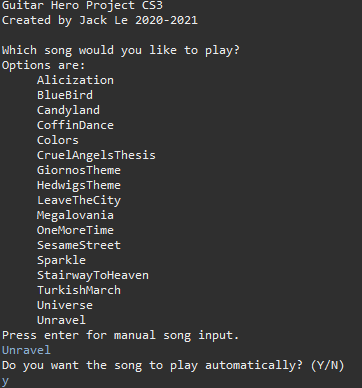 Guitar Hero Project CS3
Created by Jack Le 2020-2021
Which song would you like to play?
Options are:
Alicization
BlueBird
Candyland
CoffinDance
Colors
CruelAngelsThesis
GiornosTheme
HedwigsTheme
LeaveTheCity
Megalovania
OneMoreTime
SesameStreet
Sparkle
StairwayToHeaven
TurkishMarch
Universe
Unravel
Press enter for manual song input.
Unravel
Do you want the song to play automatically? (Y/N)
y